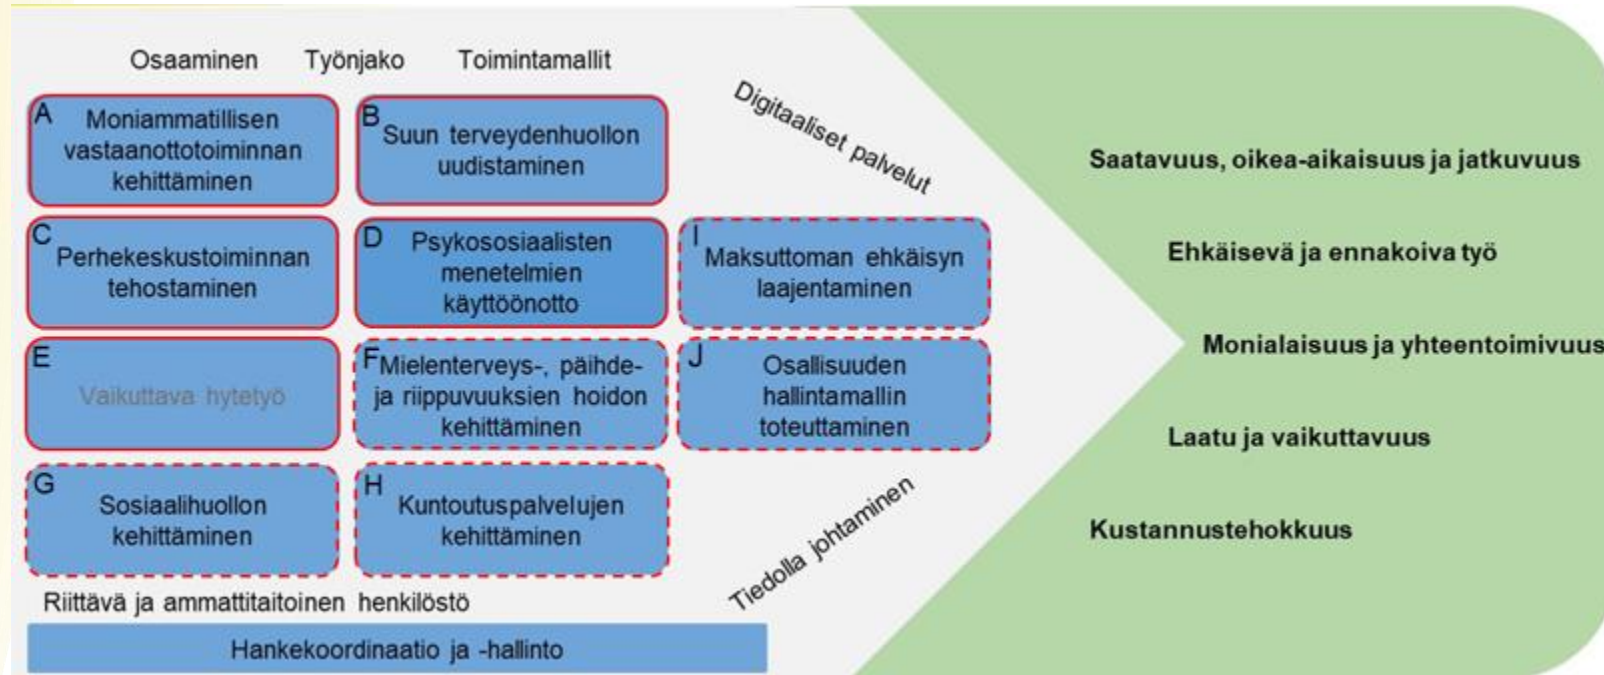 Osaaminen Työnjako Toimintamallit
A
Moniammatillisen
vastaanottotoiminnan
kehittäminen
B
Suun terveydenhuollon
uudistaminen
C
Perhekeskustoiminnan
tehostaminen
D
Psykososiaalisten
menetelmien
käyttöönotto
I
Maksuttoman ehkäisyn
laajentaminen
E
Vaikuttava hytetyö
F
Mielenterveys-, päihde-
ja riippuvuuksien hoidon
kehittäminen
J
Osallisuuden
hallintamallin
toteuttaminen
G
Sosiaalihuollon
kehittäminen
H
Kuntoutuspalvelujen
kehittäminen
Digitaaliset palvelut
Tiedolla johtaminen
Riittävä ja ammattitaitoinen henkilöstö
Hankekoordinaatio ja -hallinto
Saatavuus, oikea-aikaisuus ja jatkuvuus
Ehkäisevä ja ennakoiva työ
Monialaisuus ja yhteentoimivuus
Laatu ja vaikuttavuus
Kustannustehokkuus